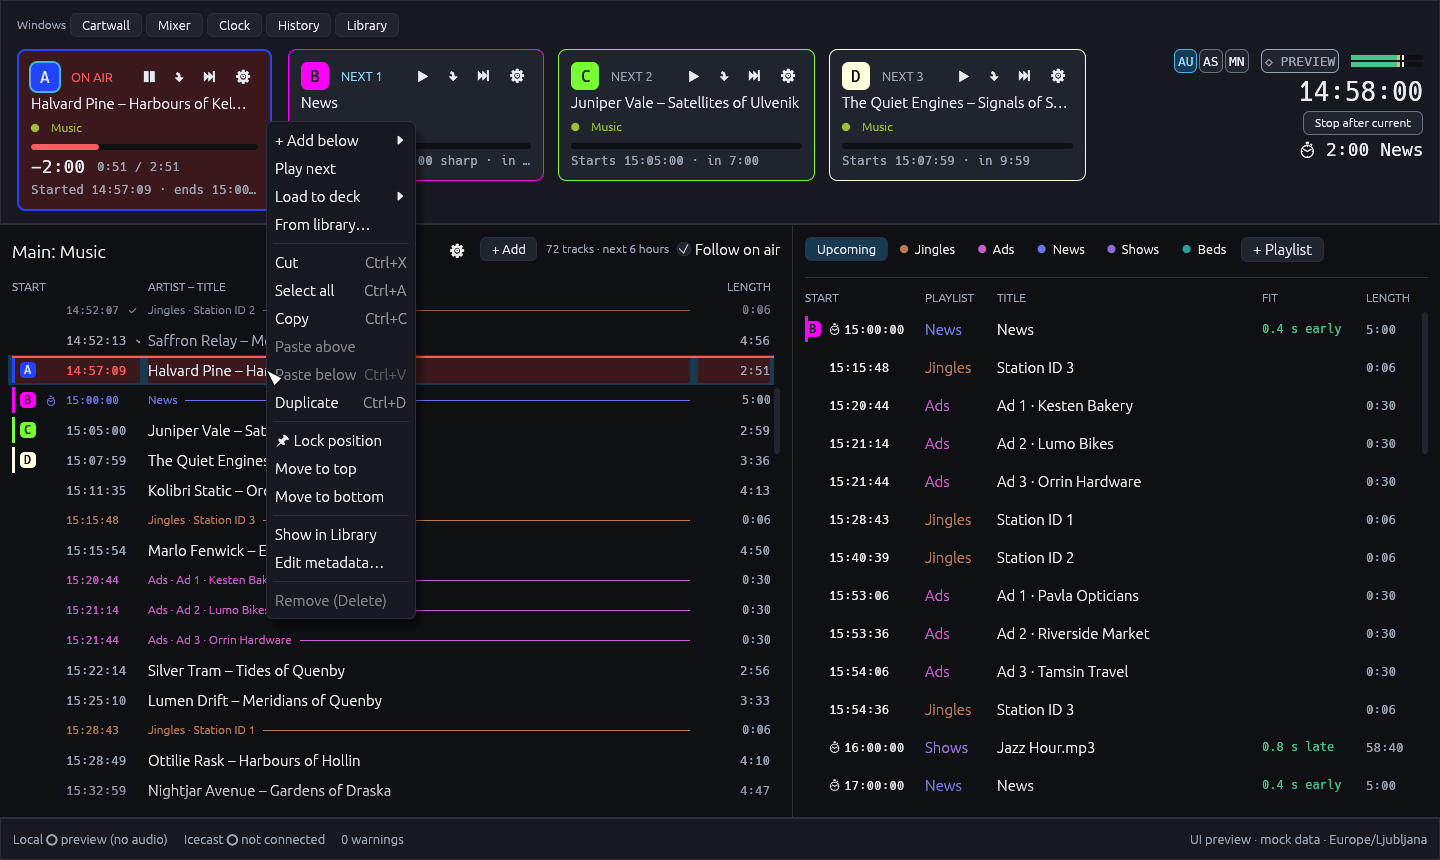 Windows Cartwall Mixer Clock History Library
A ON AIR
Halvard Pine – Harbours of Kel…
Music
−2:00 0:51 / 2:51
Started 14:57:09 · ends 15:00…
B NEXT 1
News
00 sharp · in …
C NEXT 2
Juniper Vale – Satellites of Ulvenik
Music
Starts 15:05:00 · in 7:00
D NEXT 3
The Quiet Engines – Signals of S…
Music
Starts 15:07:59 · in 9:59
AU AS MN ◇ PREVIEW
14:58:00
Stop after current
2:00 News
+ Add below
Play next
Load to deck
From library…
Cut Ctrl+X
Select all Ctrl+A
Copy Ctrl+C
Paste above
Paste below Ctrl+V
Duplicate Ctrl+D
Lock position
Move to top
Move to bottom
Show in Library
Edit metadata…
Remove (Delete)
Main: Music + Add 72 tracks · next 6 hours Follow on air
START ARTIST – TITLE LENGTH
14:52:07 ✓ Jingles · Station ID 2 0:06
14:52:13 Saffron Relay – 4:56
A 14:57:09 Halvard Pine – 2:51
B 15:00:00 News 5:00
C 15:05:00 Juniper Vale – 2:59
D 15:07:59 The Quiet Engines 3:36
15:11:35 Kolibri Static – 4:13
15:15:48 Jingles · Station ID 3 0:06
15:15:54 Marlo Fenwick – 4:50
15:20:44 Ads · Ad 1 · Kesten 0:30
15:21:14 Ads · Ad 2 · Lumo Bikes 0:30
15:21:44 Ads · Ad 3 · Orrin Hardware 0:30
15:22:14 Silver Tram – Tides of Quenby 2:56
15:25:10 Lumen Drift – Meridians of Quenby 3:33
15:28:43 Jingles · Station ID 1 0:06
15:28:49 Ottilie Rask – Harbours of Hollin 4:10
15:32:59 Nightjar Avenue – Gardens of Draska 4:47
Upcoming Jingles Ads News Shows Beds + Playlist
START PLAYLIST TITLE FIT LENGTH
B 15:00:00 News News 0.4 s early 5:00
15:15:48 Jingles Station ID 3 0:06
15:20:44 Ads Ad 1 · Kesten Bakery 0:30
15:21:14 Ads Ad 2 · Lumo Bikes 0:30
15:21:44 Ads Ad 3 · Orrin Hardware 0:30
15:28:43 Jingles Station ID 1 0:06
15:40:39 Jingles Station ID 2 0:06
15:53:06 Ads Ad 1 · Pavla Opticians 0:30
15:53:36 Ads Ad 2 · Riverside Market 0:30
15:54:06 Ads Ad 3 · Tamsin Travel 0:30
15:54:36 Jingles Station ID 3 0:06
16:00:00 Shows Jazz Hour.mp3 0.8 s late 58:40
17:00:00 News News 0.4 s early 5:00
Local preview (no audio) Icecast not connected 0 warnings
UI preview · mock data · Europe/Ljubljana